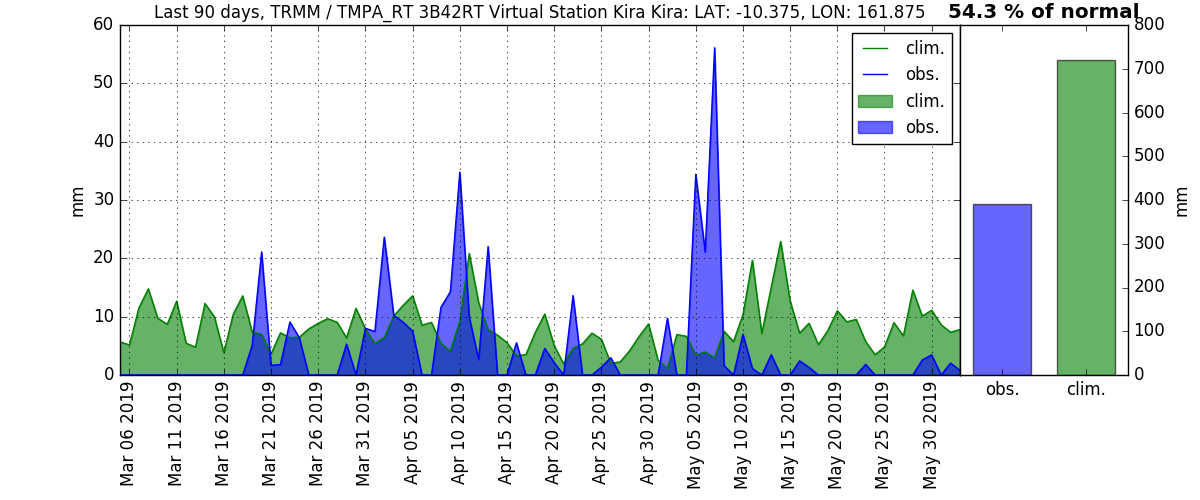 Last 90 days, TRMM / TMPA_RT 3B42RT Virtual Station Kira Kira: LAT: -10.375, LON: 161.875
54.3 % of normal
60
50
40
30
20
10
0
mm
clim.
obs.
clim.
obs.
Mar 06 2019
Mar 11 2019
Mar 16 2019
Mar 21 2019
Mar 26 2019
Mar 31 2019
Apr 05 2019
Apr 10 2019
Apr 15 2019
Apr 20 2019
Apr 25 2019
Apr 30 2019
May 05 2019
May 10 2019
May 15 2019
May 20 2019
May 25 2019
May 30 2019
800
700
600
500
400
300
200
100
0
mm
obs.
clim.